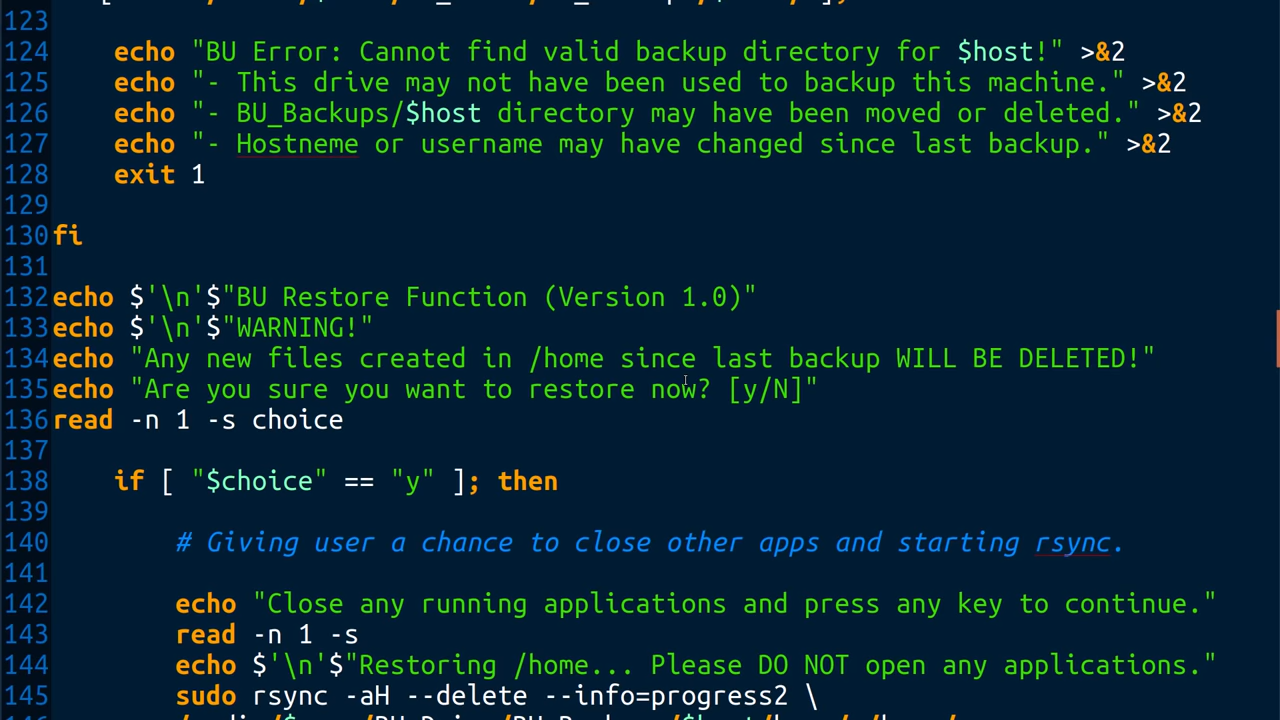 123
124 echo "BU Error: Cannot find valid backup directory for $host!" >&2
125 echo "- This drive may not have been used to backup this machine." >&2
126 echo "- BU_Backups/$host directory may have been moved or deleted." >&2
127 echo "- Hostneme or username may have changed since last backup." >&2
128 exit 1
129
130 fi
131
132 echo $'\n'$"BU Restore Function (Version 1.0)"
133 echo $'\n'$"WARNING!"
134 echo "Any new files created in /home since last backup WILL BE DELETED!"
135 echo "Are you sure you want to restore now? [y/N]"
136 read -n 1 -s choice
137
138 if [ "$choice" == "y" ]; then
139
140 # Giving user a chance to close other apps and starting rsync.
141
142 echo "Close any running applications and press any key to continue."
143 read -n 1 -s
144 echo $'\n'$"Restoring /home... Please DO NOT open any applications."
145 sudo rsync -aH --delete --info=progress2 \